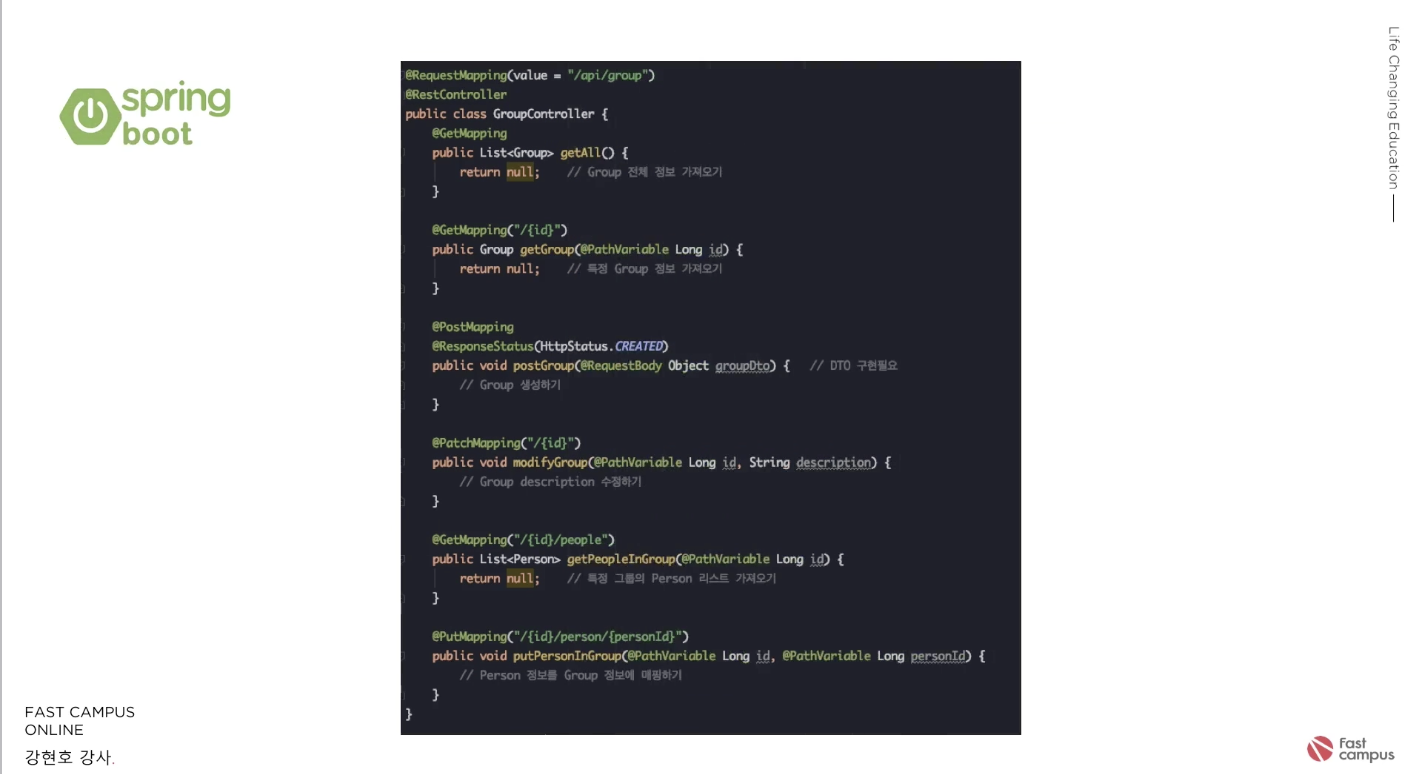 spring
boot
Life Changing Education
@RequestMapping(value = "/api/group")
@RestController
public class GroupController {
@GetMapping
public List<Group> getAll() {
return null; // Group 전체 정보 가져오기
}
@GetMapping("/{id}")
public Group getGroup(@PathVariable Long id) {
return null; // 특정 Group 정보 가져오기
}
@PostMapping
@ResponseStatus(HttpStatus.CREATED)
public void postGroup(@RequestBody Object groupDto) { // DTO 구현필요
// Group 생성하기
}
@PatchMapping("/{id}")
public void modifyGroup(@PathVariable Long id, String description) {
// Group description 수정하기
}
@GetMapping("/{id}/people")
public List<Person> getPeopleInGroup(@PathVariable Long id) {
return null; // 특정 그룹의 Person 리스트 가져오기
}
@PutMapping("/{id}/person/{personId}")
public void putPersonInGroup(@PathVariable Long id, @PathVariable Long personId) {
// Person 정보를 Group 정보에 매핑하기
}
}
FAST CAMPUS
ONLINE
강현호 강사.
fast
campus